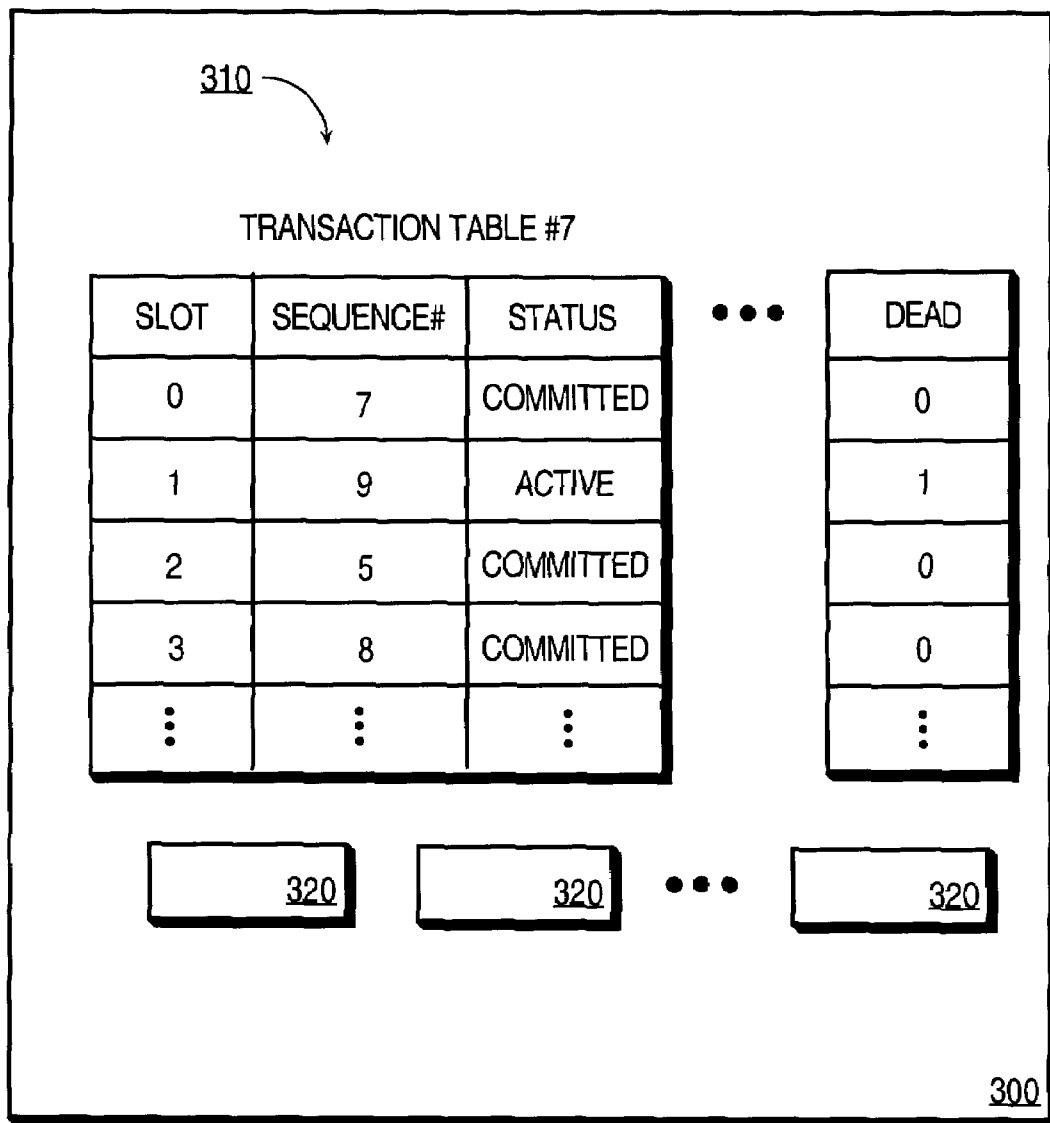 310
TRANSACTION TABLE #7
SLOT SEQUENCE# STATUS ••• DEAD
0 7 COMMITTED 0
1 9 ACTIVE 1
2 5 COMMITTED 0
3 8 COMMITTED 0
⋮ ⋮ ⋮ ⋮
320 320 ••• 320
300